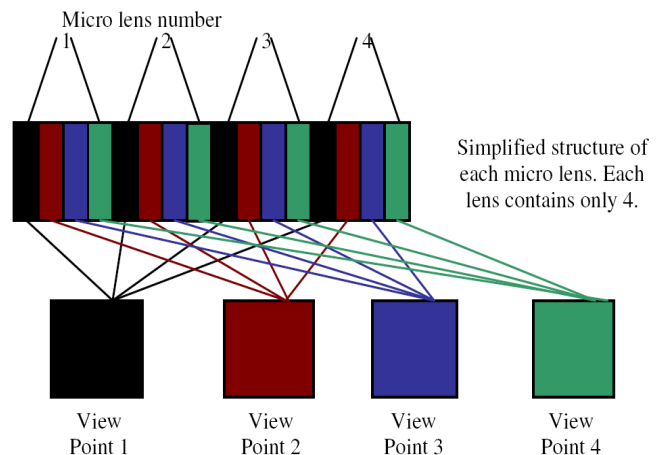 Micro lens number
1 2 3 4
Simplified structure of
each micro lens. Each
lens contains only 4.
View View View View
Point 1 Point 2 Point 3 Point 4